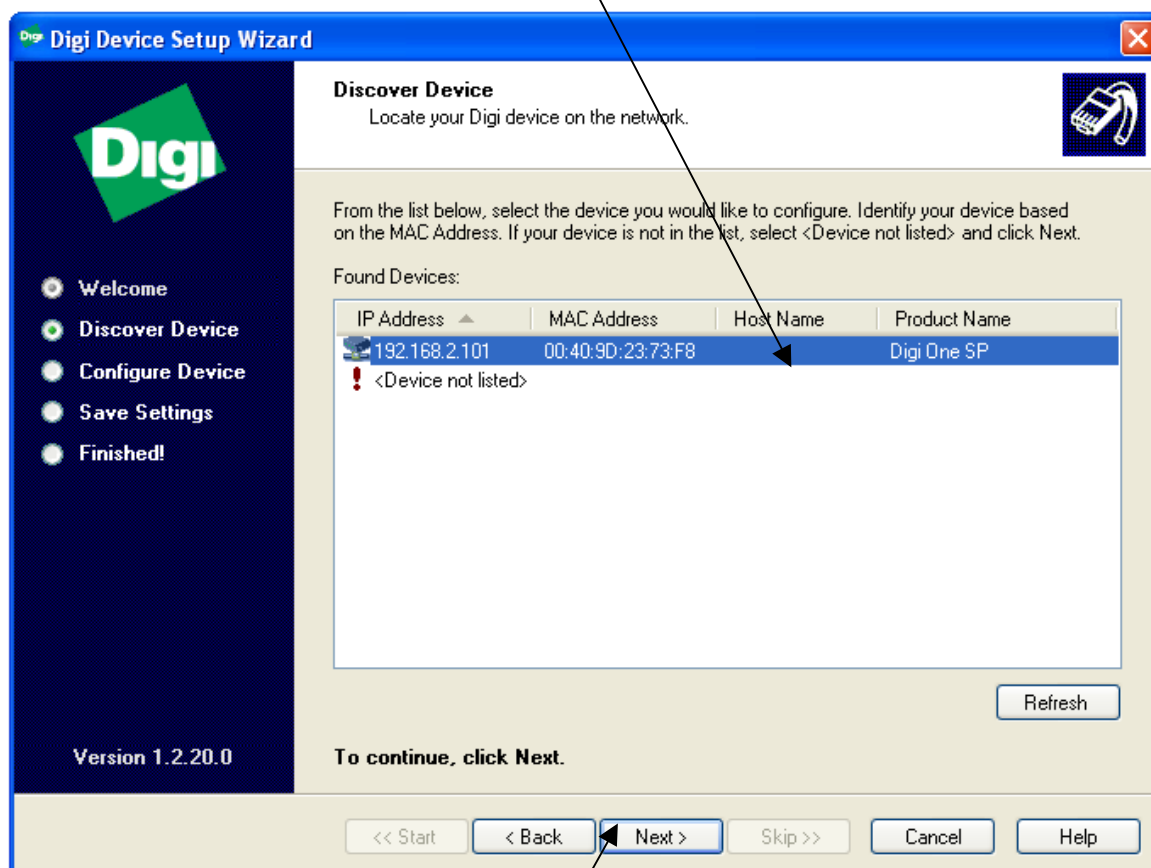 Digi Digi Device Setup Wizard
DIGI
Discover Device
Locate your Digi device on the network.
From the list below, select the device you would like to configure. Identify your device based
on the MAC Address. If your device is not in the list, select <Device not listed> and click Next.
Welcome
Discover Device
Configure Device
Save Settings
Finished!
Found Devices:
IP Address MAC Address Host Name Product Name
192.168.2.101 00:40:9D:23:73:F8 Digi One SP
<Device not listed>
Refresh
Version 1.2.20.0
To continue, click Next.
<< Start < Back Next > Skip >> Cancel Help